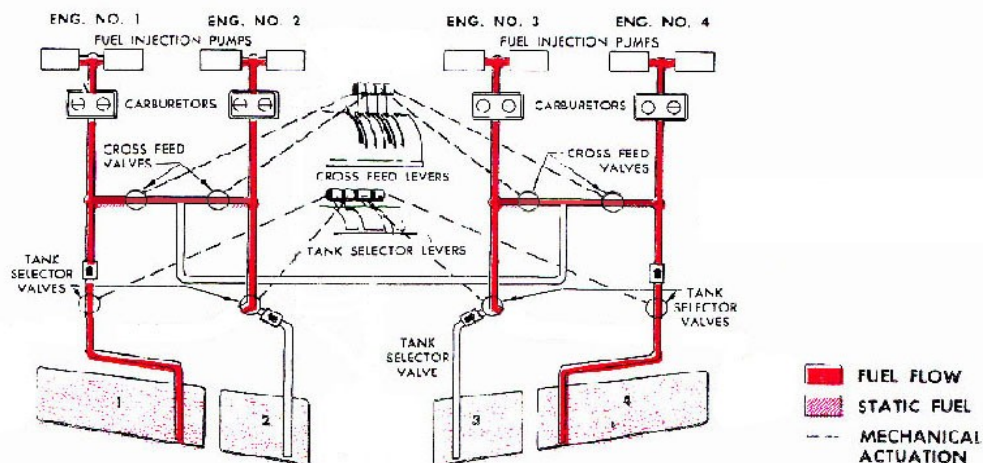 ENG. NO. 1
ENG. NO. 2
ENG. NO. 3
ENG. NO. 4
FUEL INJECTION PUMPS
FUEL INJECTION PUMPS
CARBURETORS
CARBURETORS
CROSS FEED
VALVES
CROSS FEED
VALVES
CROSS FEED LEVERS
TANK SELECTOR LEVERS
TANK
SELECTOR
VALVES
TANK
SELECTOR
VALVES
TANK
SELECTOR
VALVE
1
2
3
4
FUEL FLOW
STATIC FUEL
MECHANICAL
ACTUATION